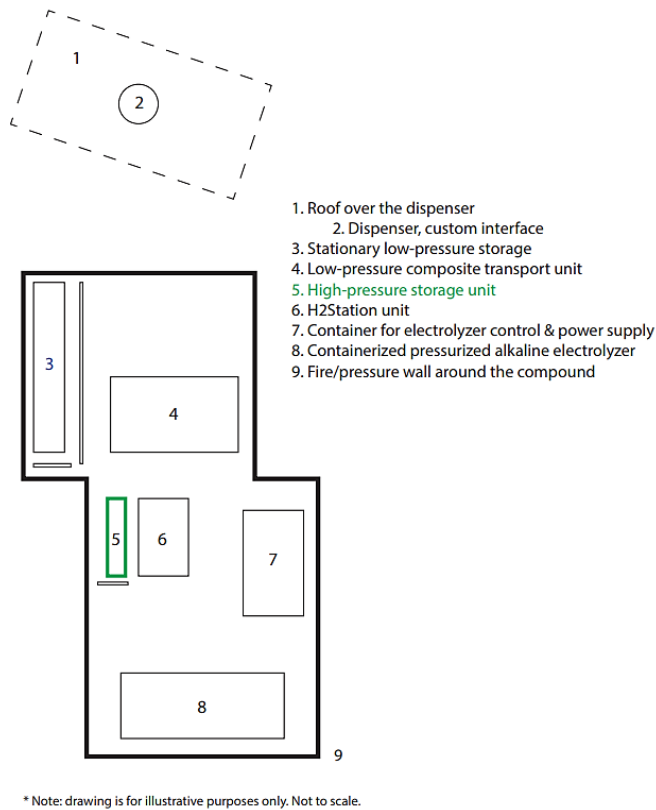 1
2
1. Roof over the dispenser
2. Dispenser, custom interface
3. Stationary low-pressure storage
4. Low-pressure composite transport unit
5. High-pressure storage unit
6. H2Station unit
7. Container for electrolyzer control & power supply
8. Containerized pressurized alkaline electrolyzer
9. Fire/pressure wall around the compound
3
4
5
6
7
8
9
* Note: drawing is for illustrative purposes only. Not to scale.